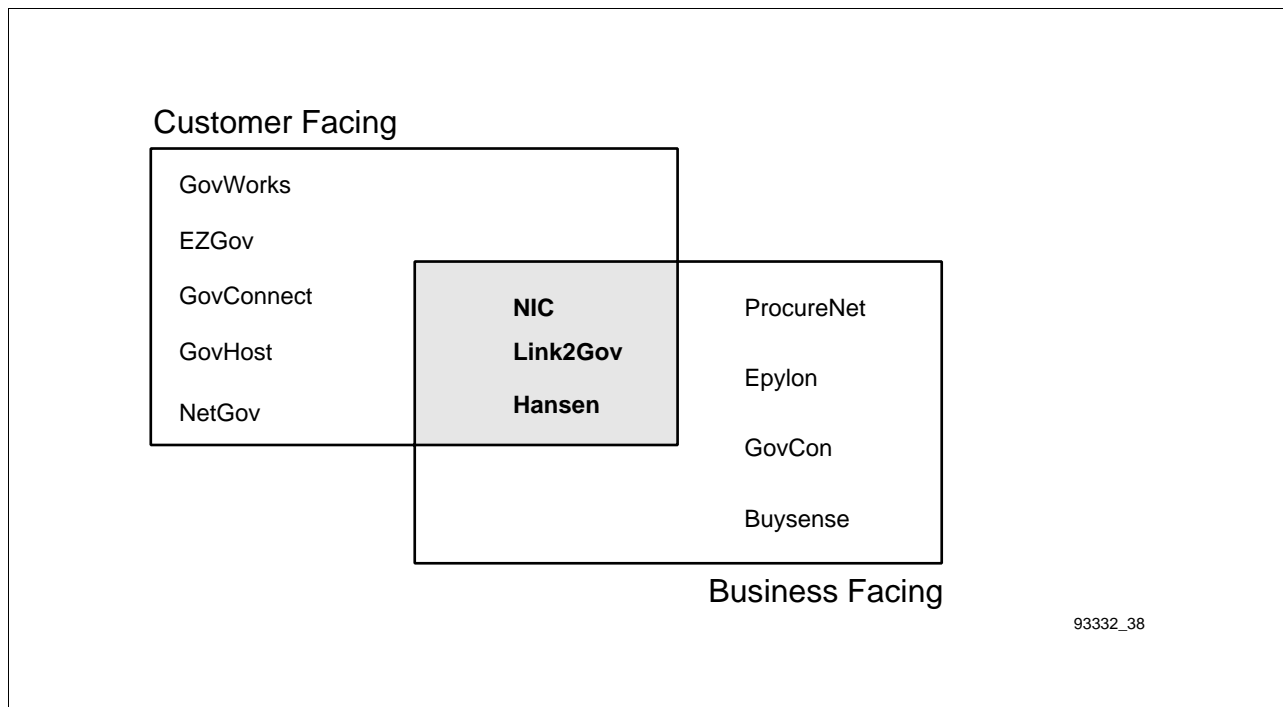 Customer Facing
GovWorks
EZGov
GovConnect
GovHost
NetGov
NIC
Link2Gov
Hansen
ProcureNet
Epylon
GovCon
Buysense
Business Facing
93332_38